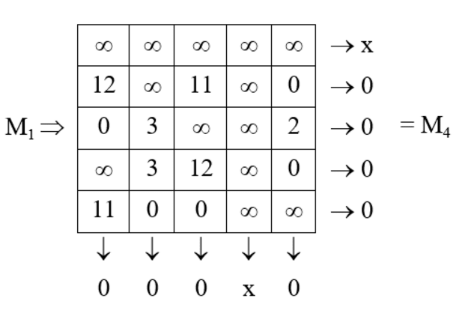 ∞ ∞ ∞ ∞ ∞ → x
12 ∞ 11 ∞ 0 → 0
M₁ ⇒ 0 3 ∞ ∞ 2 → 0 = M₄
∞ 3 12 ∞ 0 → 0
11 0 0 ∞ ∞ → 0
↓ ↓ ↓ ↓ ↓
0 0 0 x 0